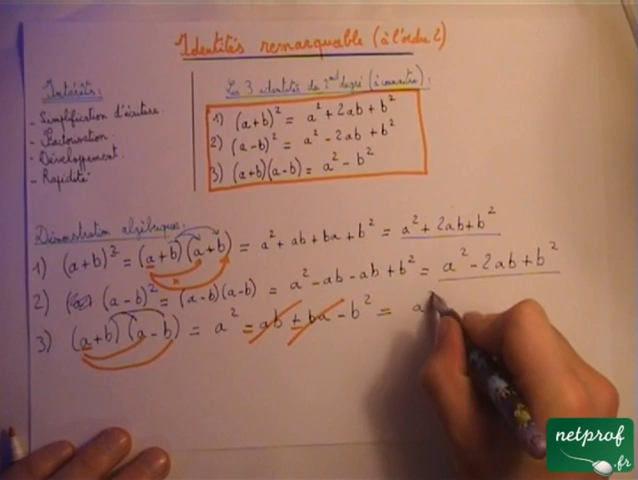 Identités remarquable (à l'ordre 2)
Intérêts:
- Simplification d'écriture.
- Factorisation.
- Développement.
- Rapidité
Les 3 identités du 2nd degré (à connaître):
1) (a+b)² = a² + 2ab + b²
2) (a-b)² = a² - 2ab + b²
3) (a+b)(a-b) = a² - b²
Démonstration algébriques:
1) (a+b)² = (a+b)(a+b) = a² + ab + ba + b² = a² + 2ab + b²
2) (a-b)² = (a-b)(a-b) = a² - ab - ab + b² = a² - 2ab + b²
3) (a+b)(a-b) = a² - ab + ba - b² = a
netprof
.fr